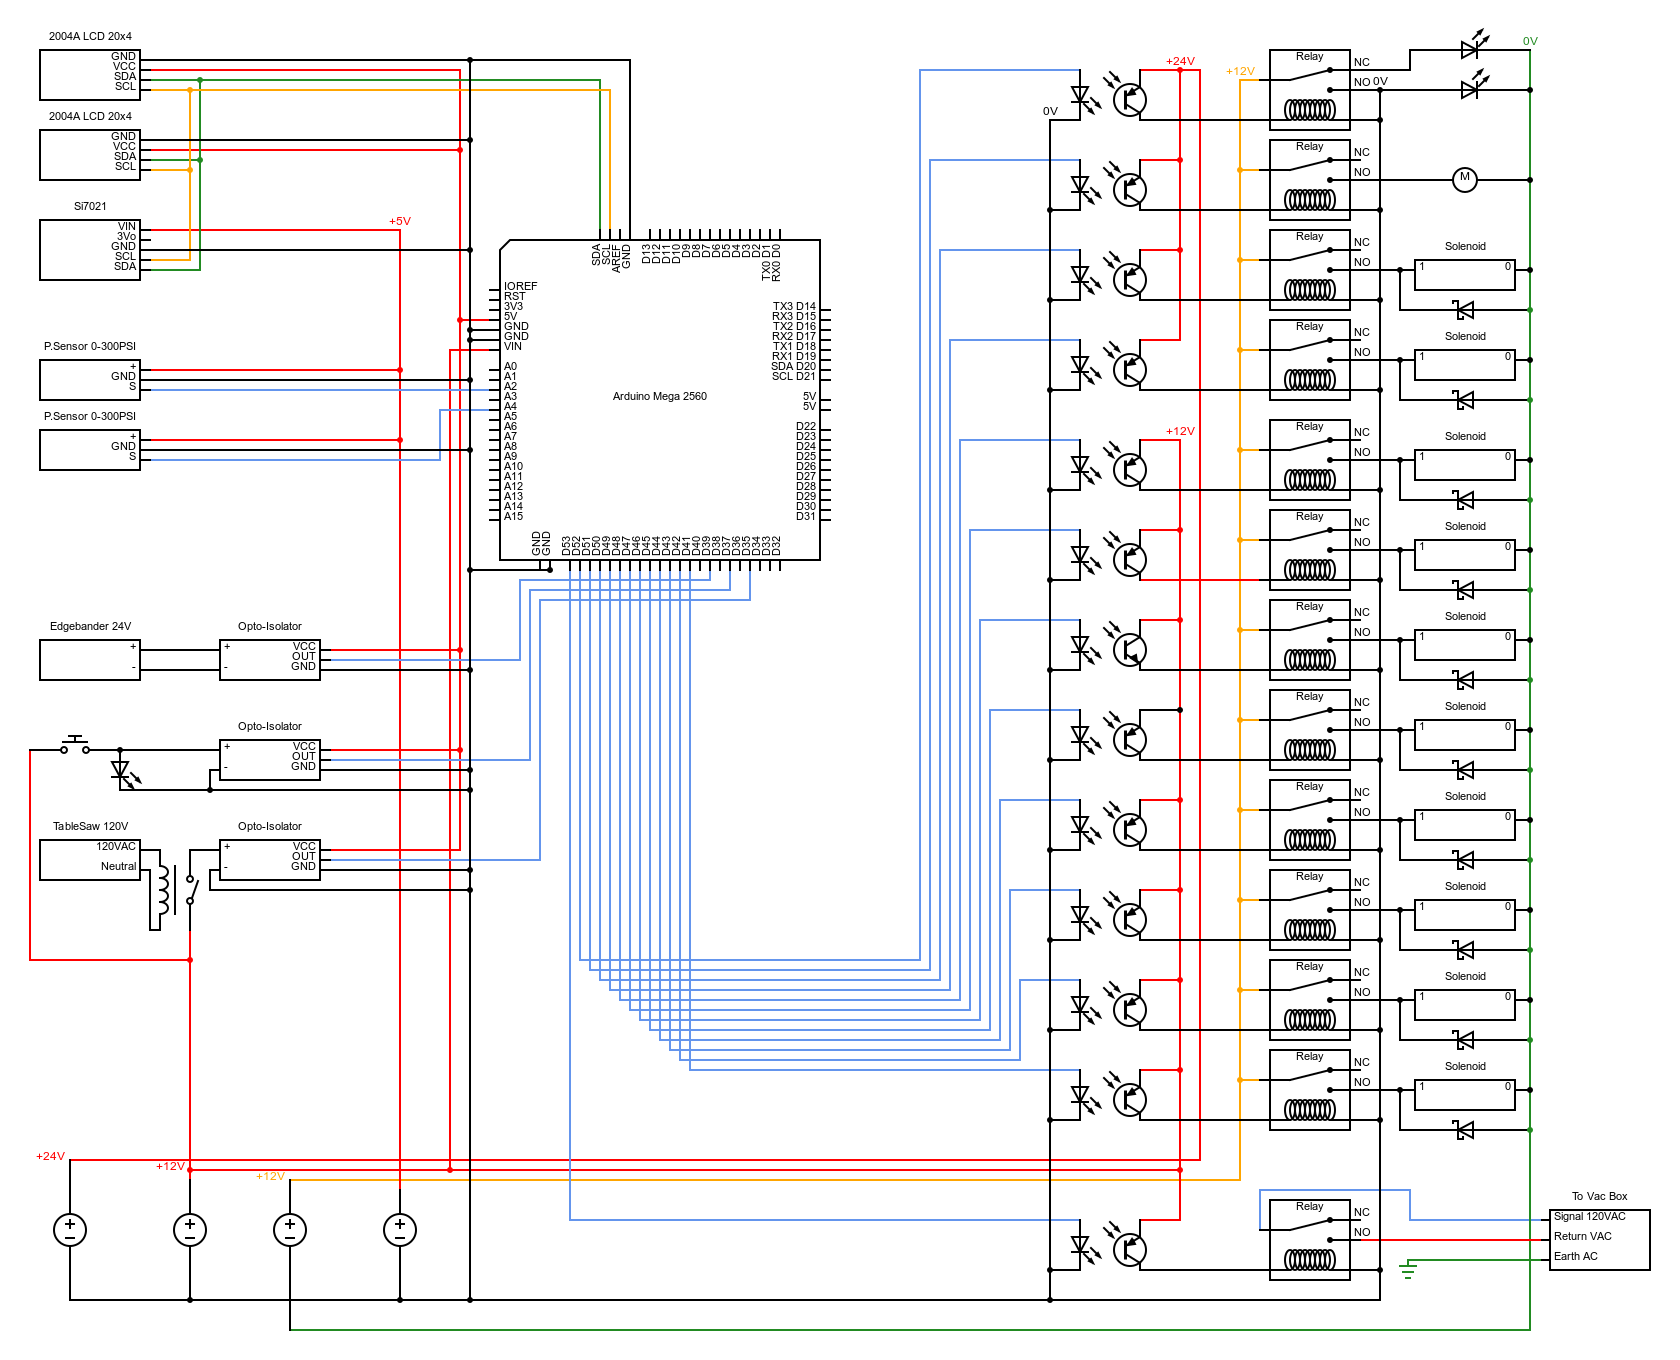 2004A LCD 20x4
GND
VCC
SDA
SCL
2004A LCD 20x4
GND
VCC
SDA
SCL
Si7021
VIN
3Vo
GND
SCL
SDA
+5V
P.Sensor 0-300PSI
+
GND
S
P.Sensor 0-300PSI
+
GND
S
SDA
SCL
AREF
GND
D13
D12
D11
D10
D9
D8
D7
D6
D5
D4
D3
D2
TX0 D1
RX0 D0
IOREF
RST
3V3
5V
GND
GND
VIN
A0
A1
A2
A3
A4
A5
A6
A7
A8
A9
A10
A11
A12
A13
A14
A15
Arduino Mega 2560
TX3 D14
RX3 D15
TX2 D16
RX2 D17
TX1 D18
RX1 D19
SDA D20
SCL D21
5V
5V
D22
D23
D24
D25
D26
D27
D28
D29
D30
D31
GND
GND
D53
D52
D51
D50
D49
D48
D47
D46
D45
D44
D43
D42
D41
D40
D39
D38
D37
D36
D35
D34
D33
D32
Edgebander 24V
+
-
Opto-Isolator
+
-
VCC
OUT
GND
Opto-Isolator
+
-
VCC
OUT
GND
TableSaw 120V
120VAC
Neutral
Opto-Isolator
+
-
VCC
OUT
GND
+24V
+12V
+12V
0V
+24V
+12V
+12V
0V
0V
Relay
NC
NO
Relay
NC
NO
M
Relay
NC
NO
Solenoid
1 0
Relay
NC
NO
Solenoid
1 0
Relay
NC
NO
Solenoid
1 0
Relay
NC
NO
Solenoid
1 0
Relay
NC
NO
Solenoid
1 0
Relay
NC
NO
Solenoid
1 0
Relay
NC
NO
Solenoid
1 0
Relay
NC
NO
Solenoid
1 0
Relay
NC
NO
Solenoid
1 0
Relay
NC
NO
Solenoid
1 0
Relay
NC
NO
To Vac Box
Signal 120VAC
Return VAC
Earth AC